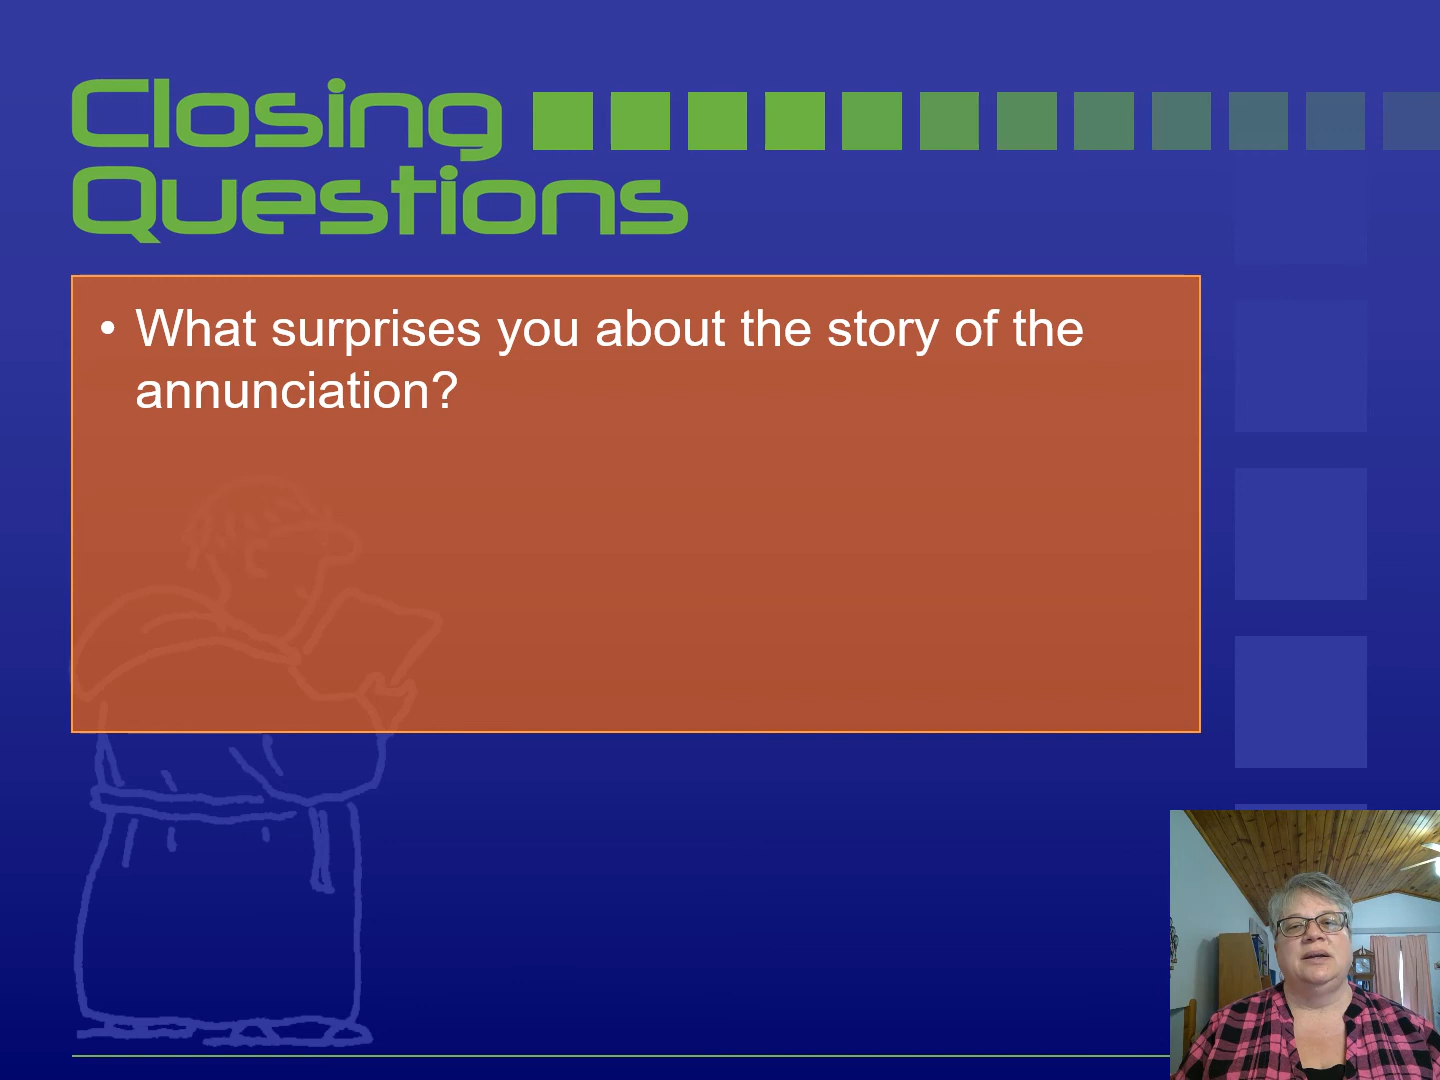 Closing
Questions
• What surprises you about the story of the
annunciation?